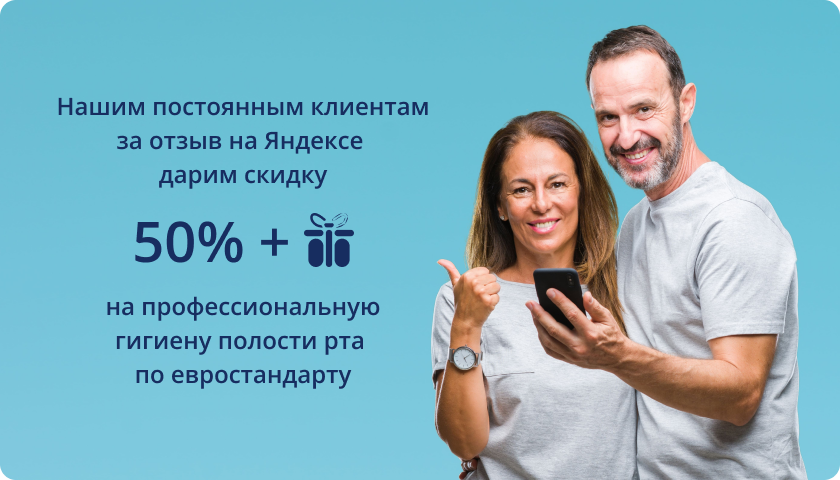 Нашим постоянным клиентам
за отзыв на Яндексе
дарим скидку
50% +
на профессиональную
гигиену полости рта
по евростандарту